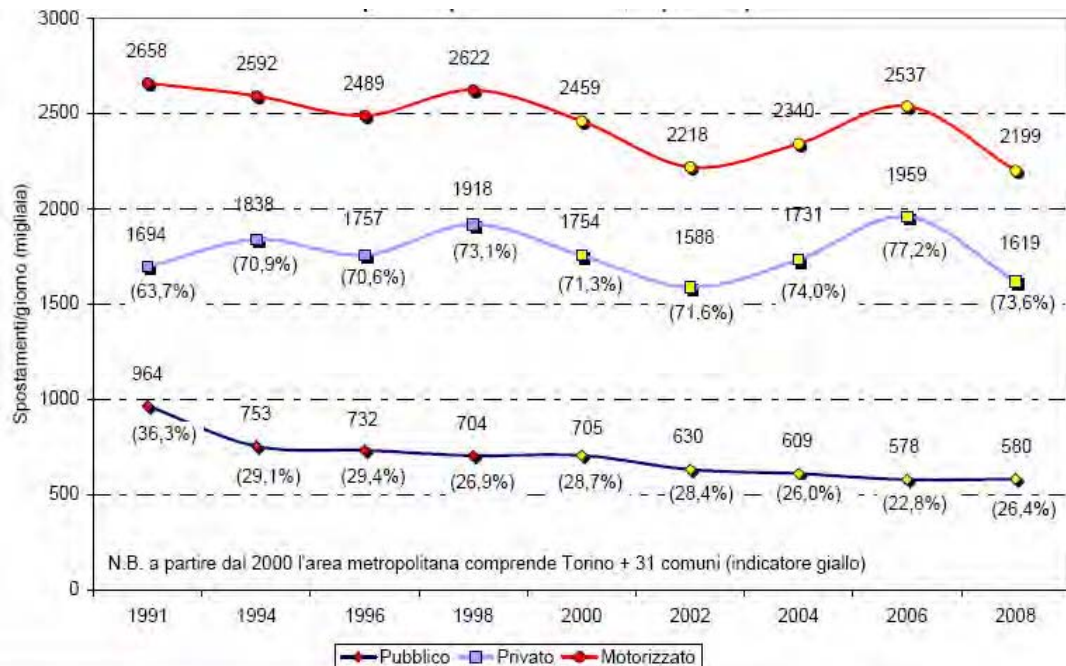 3000
2500
2000
1500
1000
500
0
Spostamenti/giorno (migliaia)
2658 2592 2489 2622 2459 2218 2340 2537 2199
1694 1838 1757 1918 1754 1588 1731 1959 1619
(63,7%) (70,9%) (70,6%) (73,1%) (71,3%) (71.6%) (74,0%) (77,2%) (73,6%)
964 753 732 704 705 630 609 578 580
(36,3%) (29,1%) (29,4%) (26,9%) (28,7%) (28,4%) (26,0%) (22,8%) (26,4%)
N.B. a partire dal 2000 l'area metropolitana comprende Torino + 31 comuni (indicatore giallo)
1991 1994 1996 1998 2000 2002 2004 2006 2008
Pubblico Privato Motorizzato